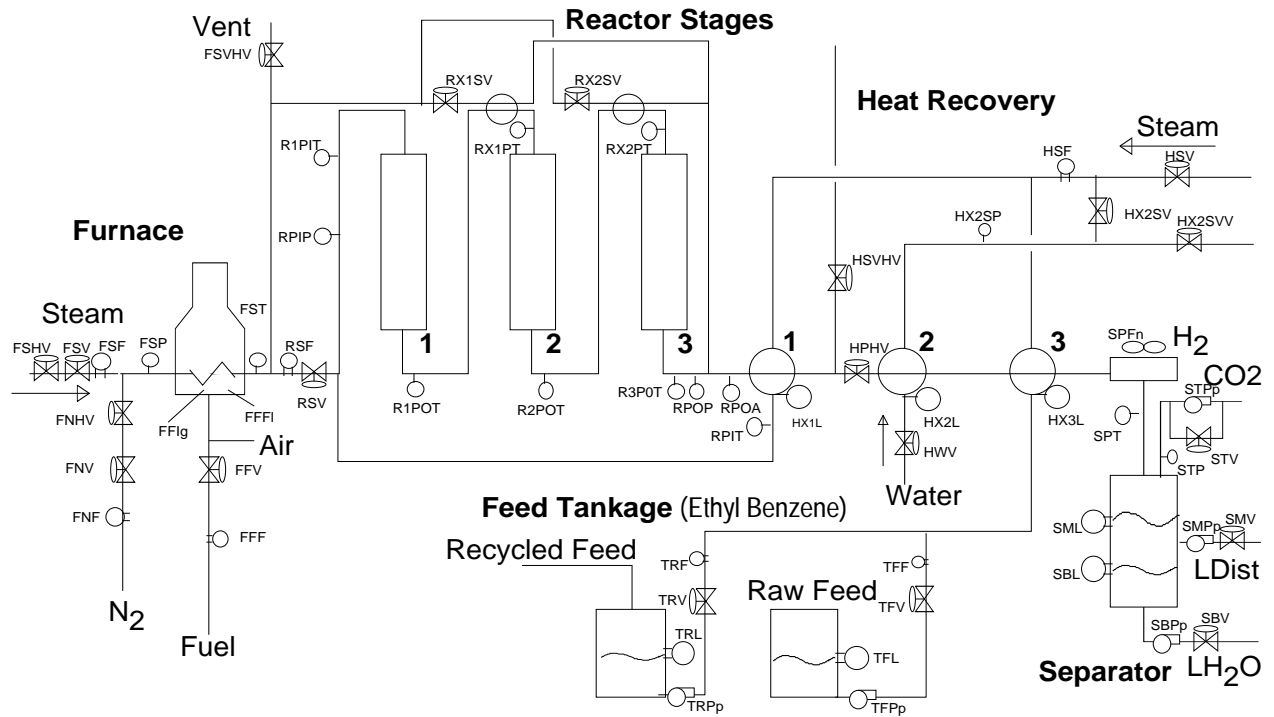 Reactor Stages
Vent
FSVHV
RX1SV
RX2SV
Heat Recovery
Steam
R1PIT
RX1PT
RX2PT
HSF
HSV
HX2SP
HX2SV
HX2SVV
Furnace
RPIP
HSVHV
Steam
FST
FSHV
FSV
FSF
FSP
RSF
1
2
3
1
2
3
SPFn
H2
HPHV
RSV
R1POT
R2POT
R3P0T
RPOP
RPOA
HX1L
HX2L
HX3L
CO2
STPp
FNHV
FFIg
FFFI
RPIT
SPT
Air
HWV
STV
STP
FNV
FFV
Water
Feed Tankage (Ethyl Benzene)
FNF
FFF
Recycled Feed
TRF
TFF
SML
SMPp
SMV
LDist
SBL
Raw Feed
N2
TRV
TFV
Fuel
TRL
TFL
SBV
SBPp
Separator
LH2O
TRPp
TFPp